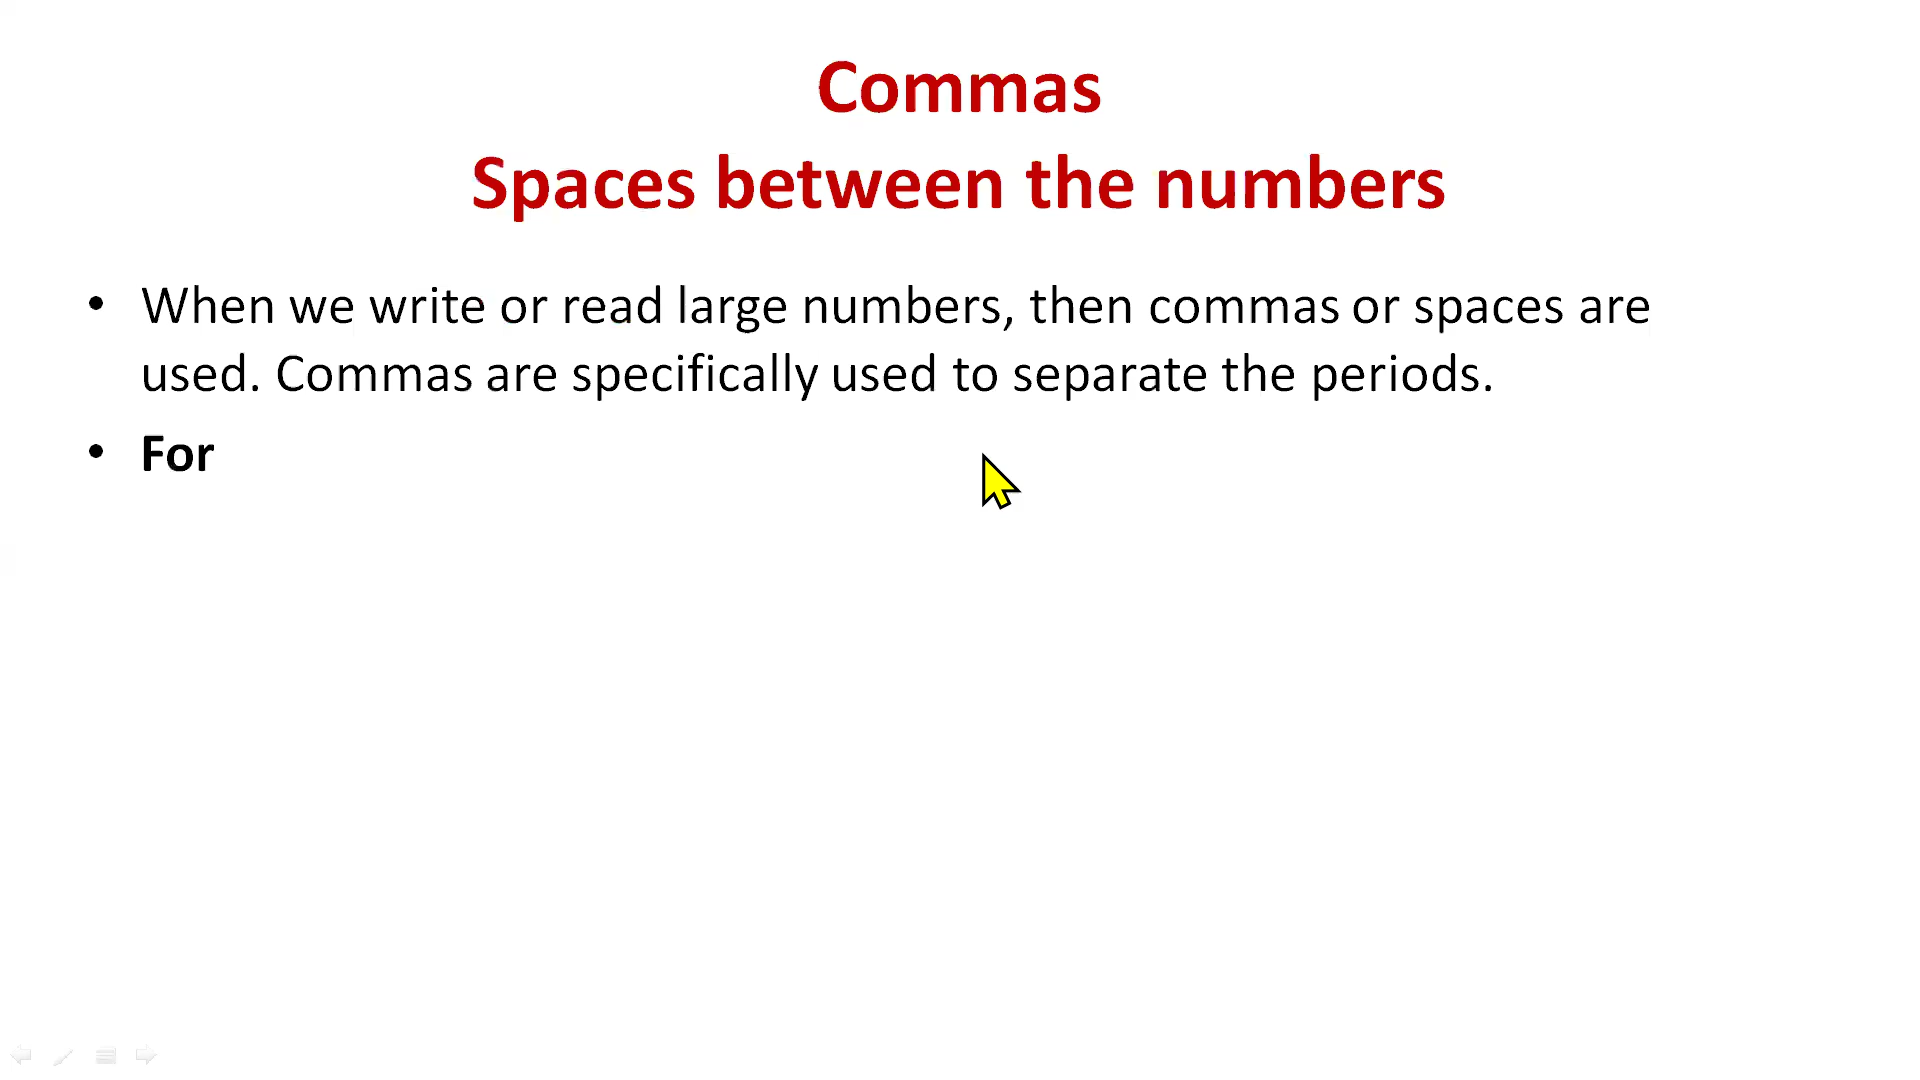 Commas
Spaces between the numbers
• When we write or read large numbers, then commas or spaces are
used. Commas are specifically used to separate the periods.
• For